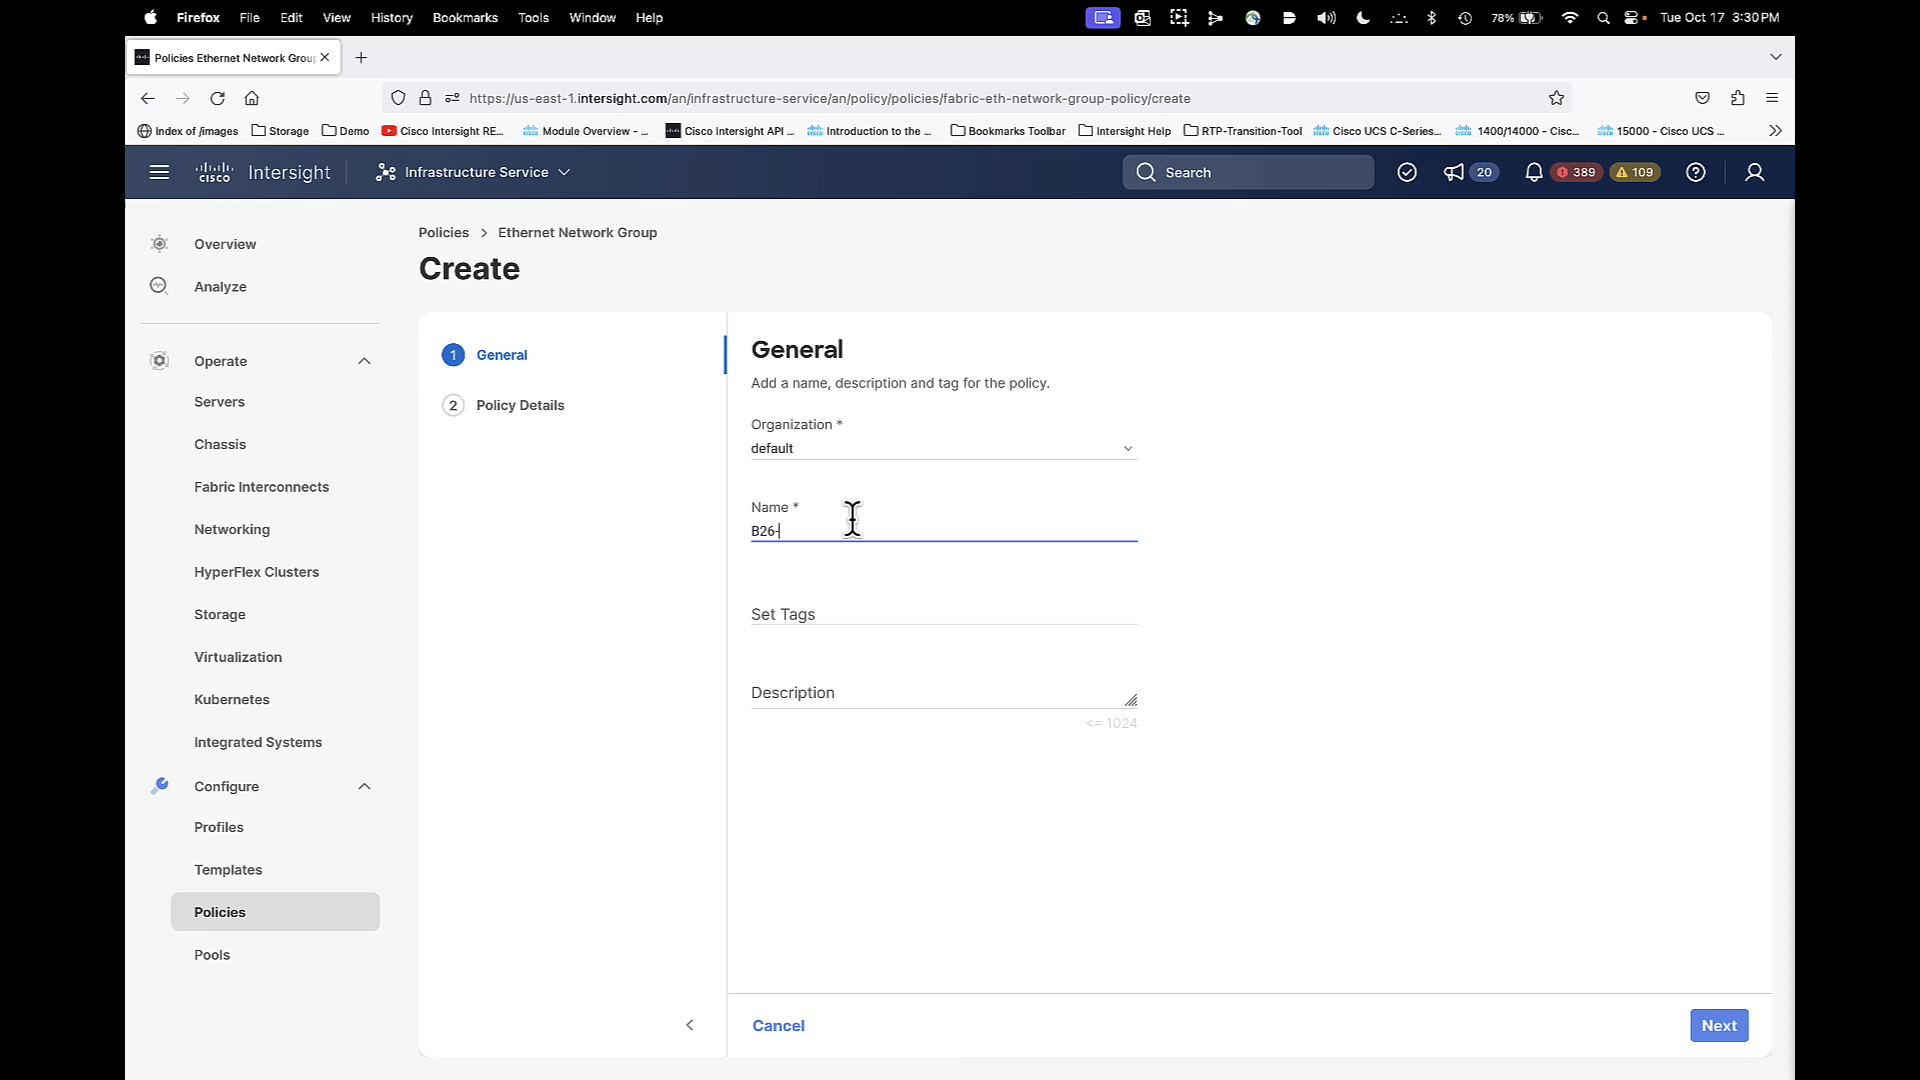 Firefox File Edit View History Bookmarks Tools Window Help 78% Tue Oct 17 3:30 PM
Policies Ethernet Network Grou
https://us-east-1.intersight.com/an/infrastructure-service/an/policy/policies/fabric-eth-network-group-policy/create
Index of /images Storage Demo Cisco Intersight RE... Module Overview - ... Cisco Intersight API ... Introduction to the ... Bookmarks Toolbar Intersight Help RTP-Transition-Tool Cisco UCS C-Series... 1400/14000 - Cisc... 15000 - Cisco UCS ...
CISCO Intersight Infrastructure Service Search 20 389 109
Overview
Analyze
Operate
Servers
Chassis
Fabric Interconnects
Networking
HyperFlex Clusters
Storage
Virtualization
Kubernetes
Integrated Systems
Configure
Profiles
Templates
Policies
Pools
Policies > Ethernet Network Group
Create
1 General
2 Policy Details
General
Add a name, description and tag for the policy.
Organization *
default
Name *
B26-
Set Tags
Description
<= 1024
Cancel
Next